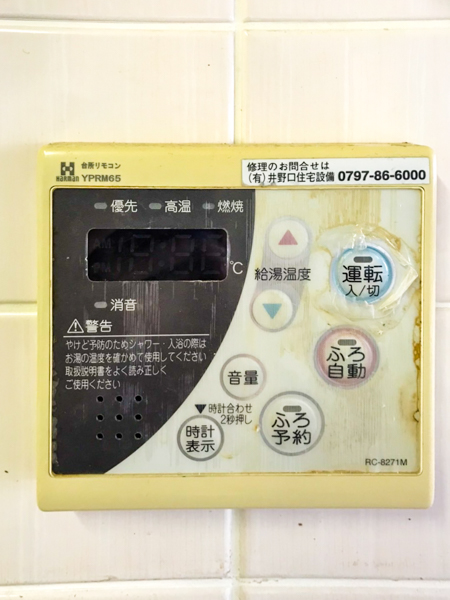 Harman
台所リモコン
YPRM65
修理のお問合せは
(有)井野口住宅設備 0797-86-6000
優先 高温 燃焼
℃
消音
給湯温度
運転
入/切
⚠警告
やけど予防のためシャワー・入浴の際は
お湯の温度を確かめて使用してください
取扱説明書をよく読み正しく
ご使用ください
ふろ
自動
音量
▼時計合わせ
2秒押し
時計
表示
ふろ
予約
RC-8271M